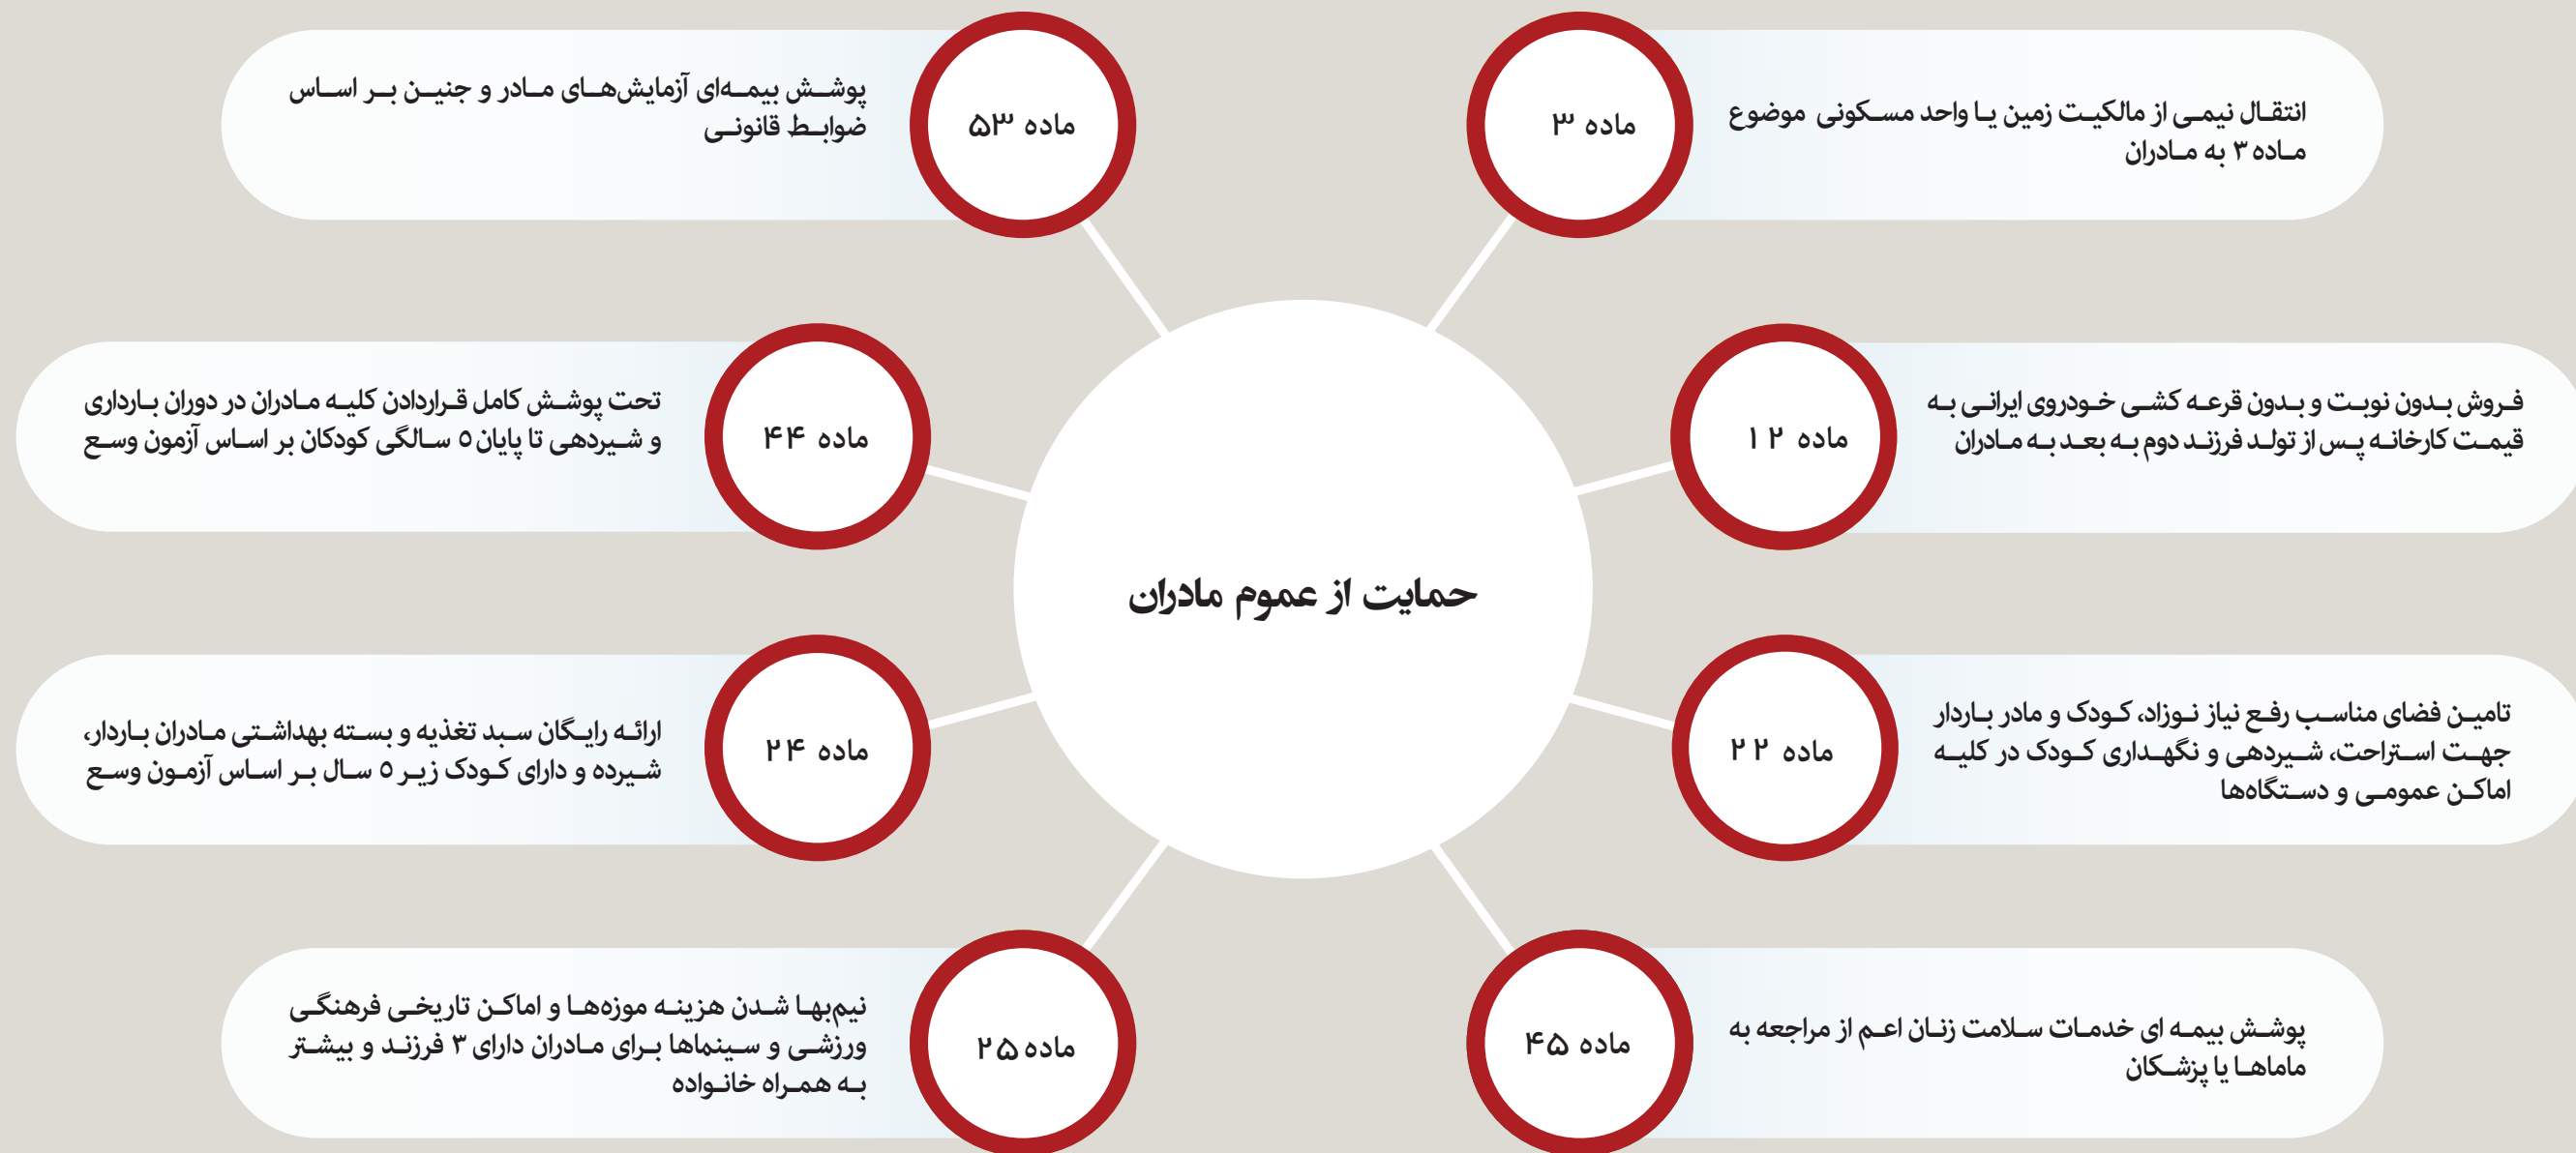 حمایت از عموم مادران
ماده ۳
انتقال نیمی از مالکیت زمین یا واحد مسکونی موضوع
ماده ۳ به مادران
ماده ۱۲
فروش بدون نوبت و بدون قرعه کشی خودروی ایرانی به
قیمت کارخانه پس از تولد فرزند دوم به بعد به مادران
ماده ۲۲
تامین فضای مناسب رفع نیاز نوزاد، کودک و مادر باردار
جهت استراحت، شیردهی و نگهداری کودک در کلیه
اماکن عمومی و دستگاه‌ها
ماده ۴۵
پوشش بیمه ای خدمات سلامت زنان اعم از مراجعه به
ماماها یا پزشکان
ماده ۵۳
پوشش بیمه‌ای آزمایش‌های مادر و جنین بر اساس
ضوابط قانونی
ماده ۴۴
تحت پوشش کامل قراردادن کلیه مادران در دوران بارداری
و شیردهی تا پایان ۵ سالگی کودکان بر اساس آزمون وسع
ماده ۲۴
ارائه رایگان سبد تغذیه و بسته بهداشتی مادران باردار،
شیرده و دارای کودک زیر ۵ سال بر اساس آزمون وسع
ماده ۲۵
نیم‌بها شدن هزینه موزه‌ها و اماکن تاریخی فرهنگی
ورزشی و سینماها برای مادران دارای ۳ فرزند و بیشتر
به همراه خانواده